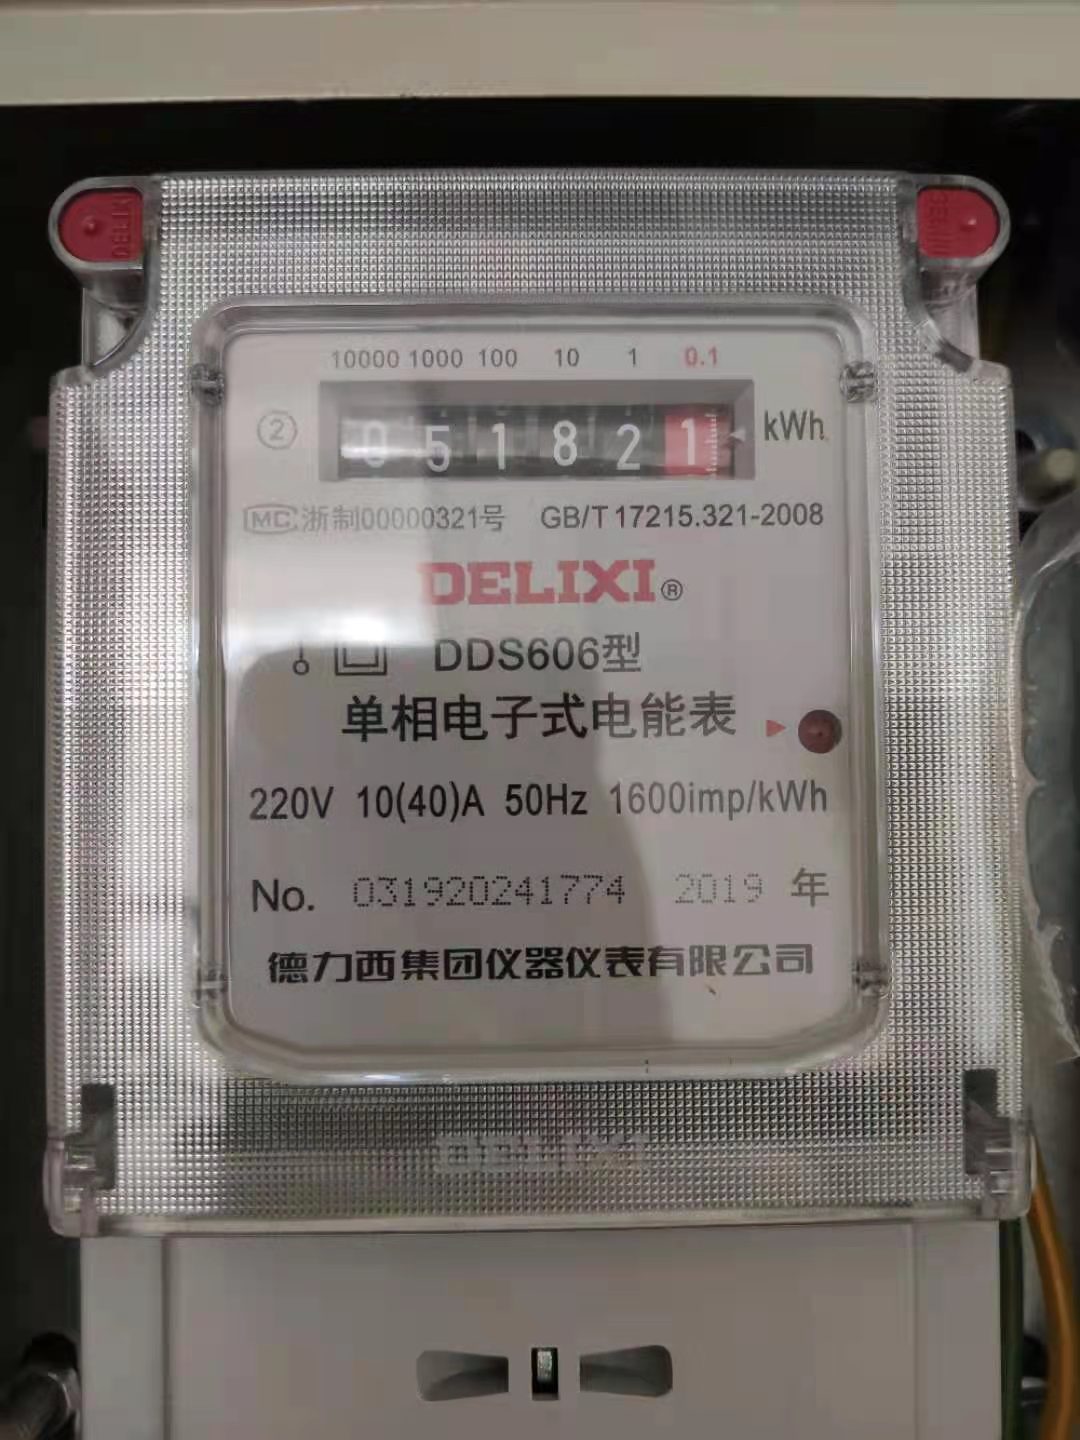 10000 1000 100 10 1 0.1
② 0 5 1 8 2 1 kWh
MC 浙制00000321号 GB/T 17215.321-2008
DELIXI®
DDS606型
单相电子式电能表
220V 10(40)A 50Hz 1600imp/kWh
No. 031920241774 2019 年
德力西集团仪器仪表有限公司
DELIXI